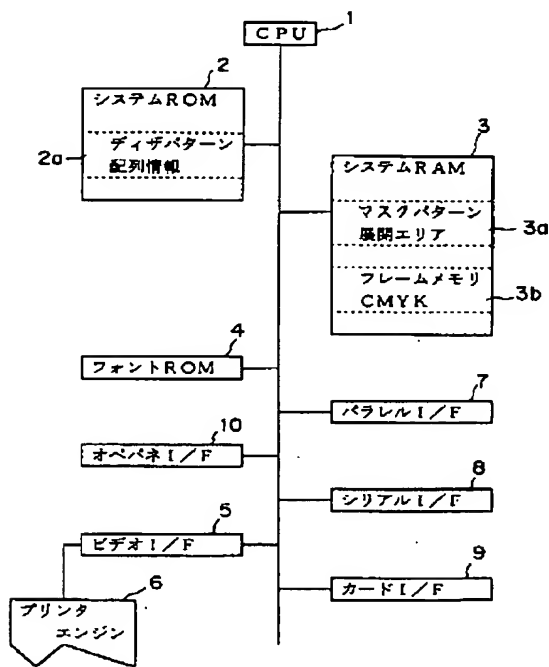 1
CPU
2
システムROM
2a
ディザパターン
配列情報
3
システムRAM
マスクパターン
展開エリア
3a
フレームメモリ
CMYK
3b
4
フォントROM
7
パラレルI/F
10
オペパネI/F
8
シリアルI/F
5
ビデオI/F
9
カードI/F
6
プリンタ
エンジン